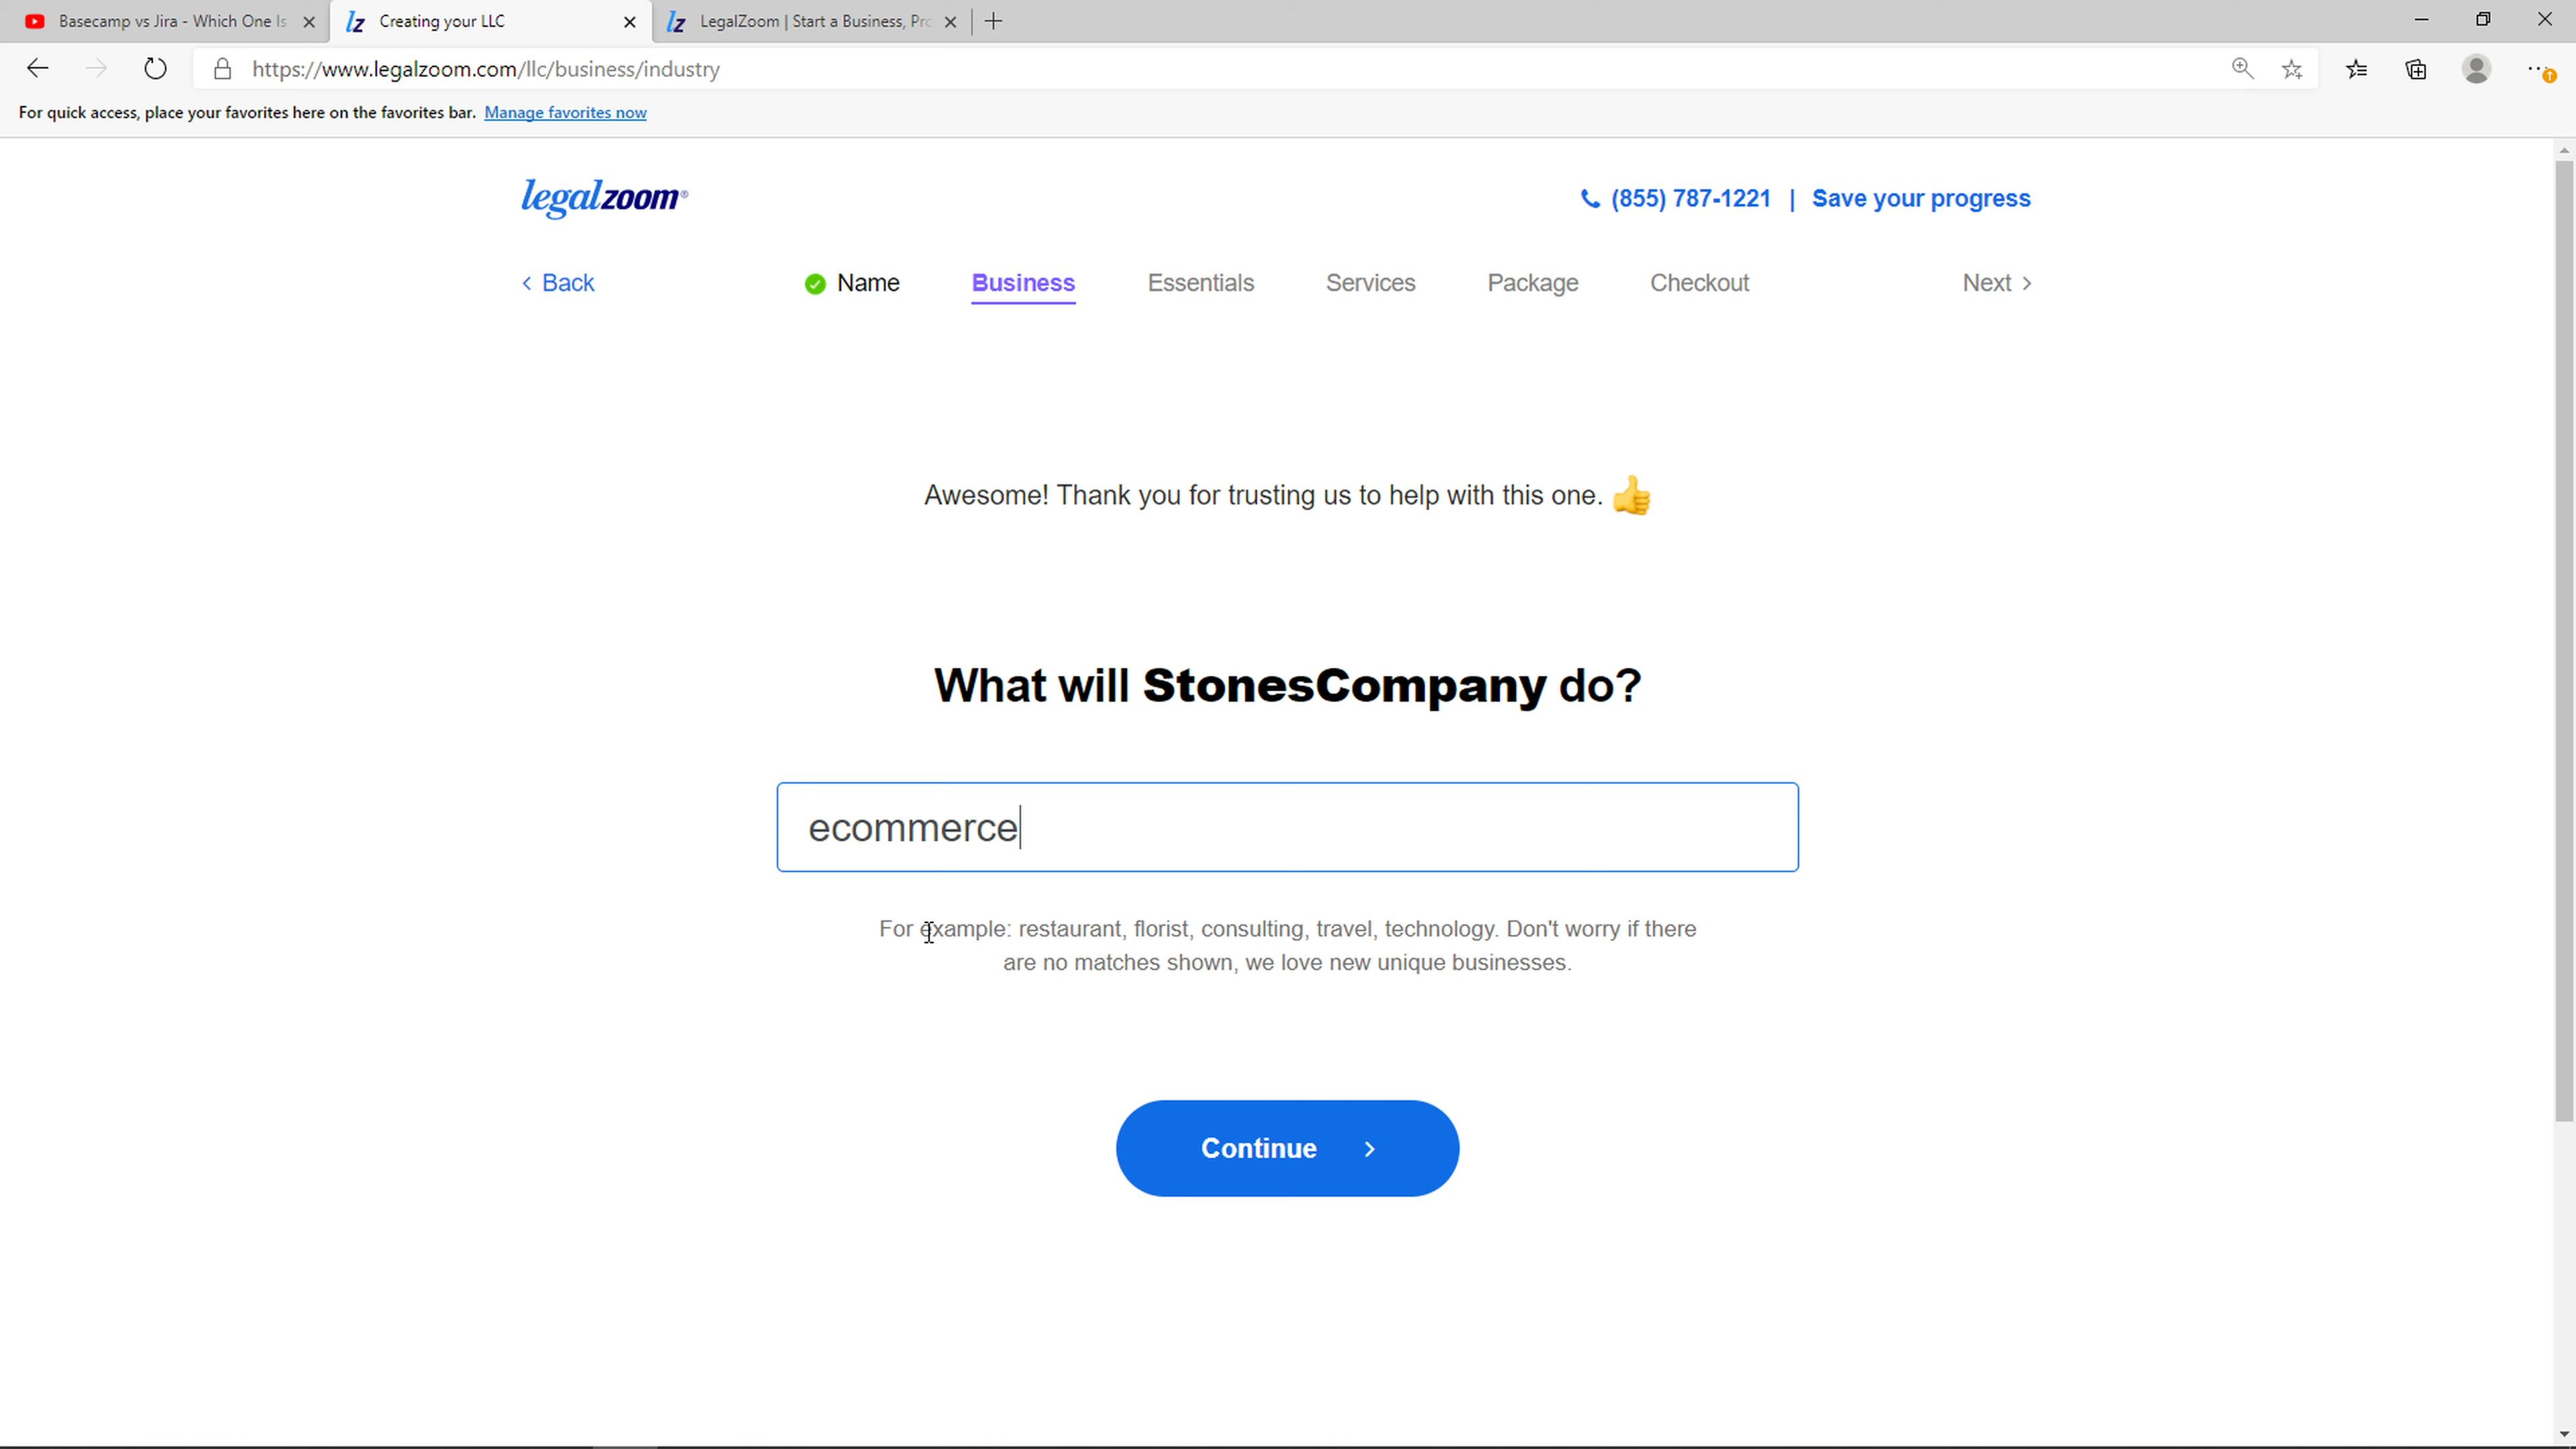 Basecamp vs Jira - Which One Is
Creating your LLC
LegalZoom | Start a Business, Pro
https://www.legalzoom.com/llc/business/industry
For quick access, place your favorites here on the favorites bar. Manage favorites now
legalzoom®
(855) 787-1221 | Save your progress
Back
Name
Business
Essentials
Services
Package
Checkout
Next
Awesome! Thank you for trusting us to help with this one.
What will StonesCompany do?
ecommerce
For example: restaurant, florist, consulting, travel, technology. Don't worry if there
are no matches shown, we love new unique businesses.
Continue